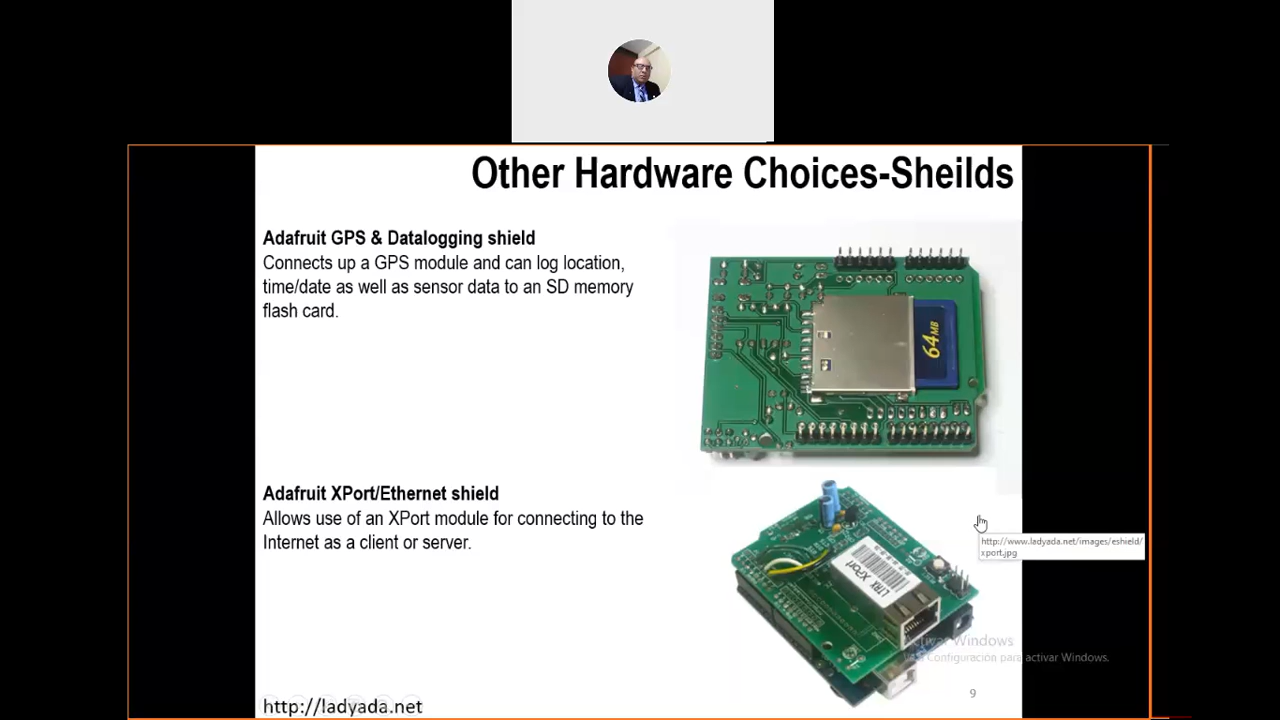 Other Hardware Choices-Sheilds
Adafruit GPS & Datalogging shield
Connects up a GPS module and can log location,
time/date as well as sensor data to an SD memory
flash card.
64MB
Adafruit XPort/Ethernet shield
Allows use of an XPort module for connecting to the
Internet as a client or server.
http://www.ladyada.net/images/eshield/
xport.jpg
LTRX XPort
Activar Windows
Configuración para activar Windows.
9
http://ladyada.net